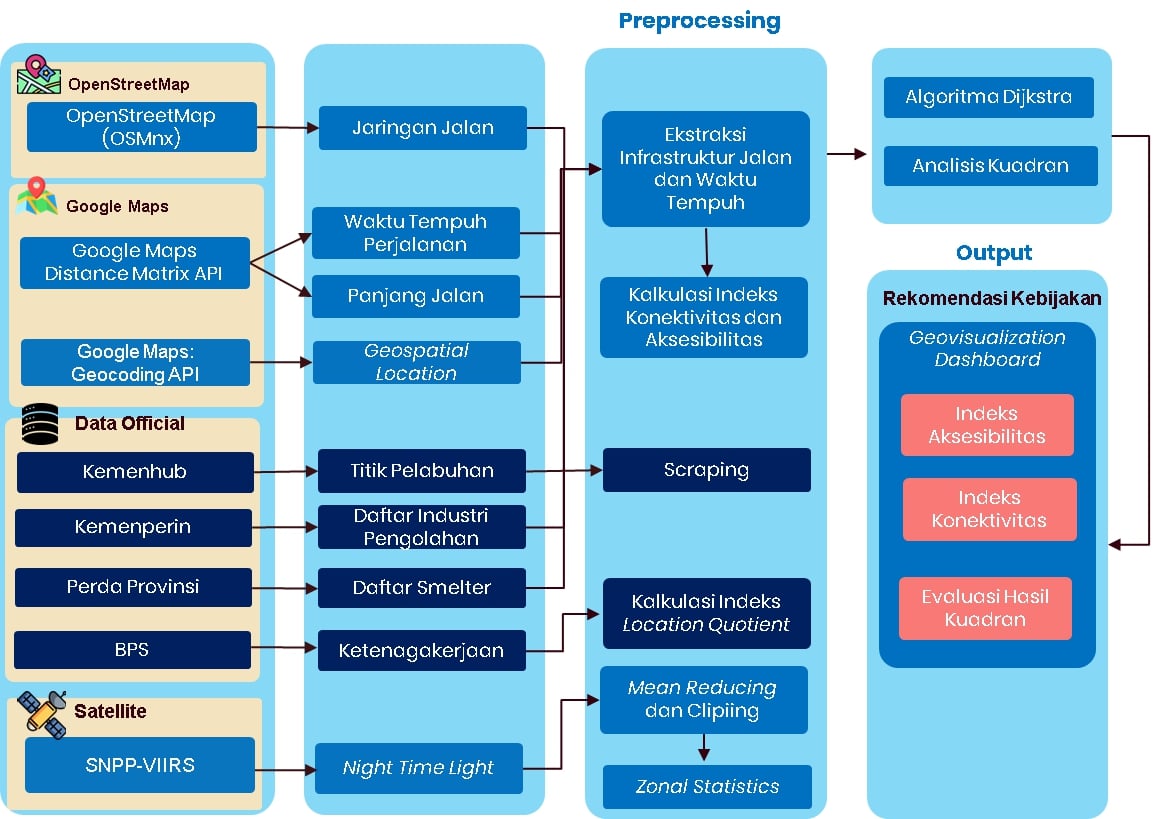 Preprocessing
OpenStreetMap
OpenStreetMap
(OSMnx)
Google Maps
Google Maps
Distance Matrix API
Google Maps:
Geocoding API
Data Official
Kemenhub
Kemenperin
Perda Provinsi
BPS
Satellite
SNPP-VIIRS
Jaringan Jalan
Waktu Tempuh
Perjalanan
Panjang Jalan
Geospatial
Location
Titik Pelabuhan
Daftar Industri
Pengolahan
Daftar Smelter
Ketenagakerjaan
Night Time Light
Ekstraksi
Infrastruktur Jalan
dan Waktu
Tempuh
Kalkulasi Indeks
Konektivitas dan
Aksesibilitas
Scraping
Kalkulasi Indeks
Location Quotient
Mean Reducing
dan Clipiing
Zonal Statistics
Algoritma Dijkstra
Analisis Kuadran
Output
Rekomendasi Kebijakan
Geovisualization
Dashboard
Indeks
Aksesibilitas
Indeks
Konektivitas
Evaluasi Hasil
Kuadran